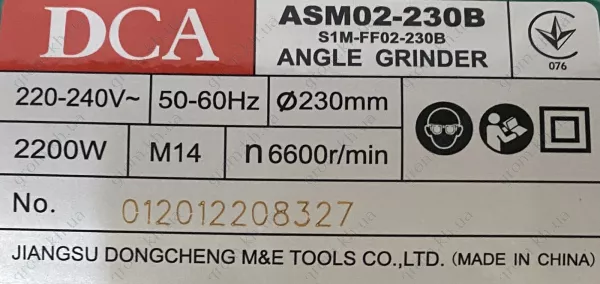 DCA
ASM02-230B
S1M-FF02-230B
ANGLE GRINDER
076
220-240V~ 50-60Hz Ø230mm
2200W M14 n 6600r/min
No. 012012208327
JIANGSU DONGCHENG M&E TOOLS CO.,LTD. (MADE IN CHINA)